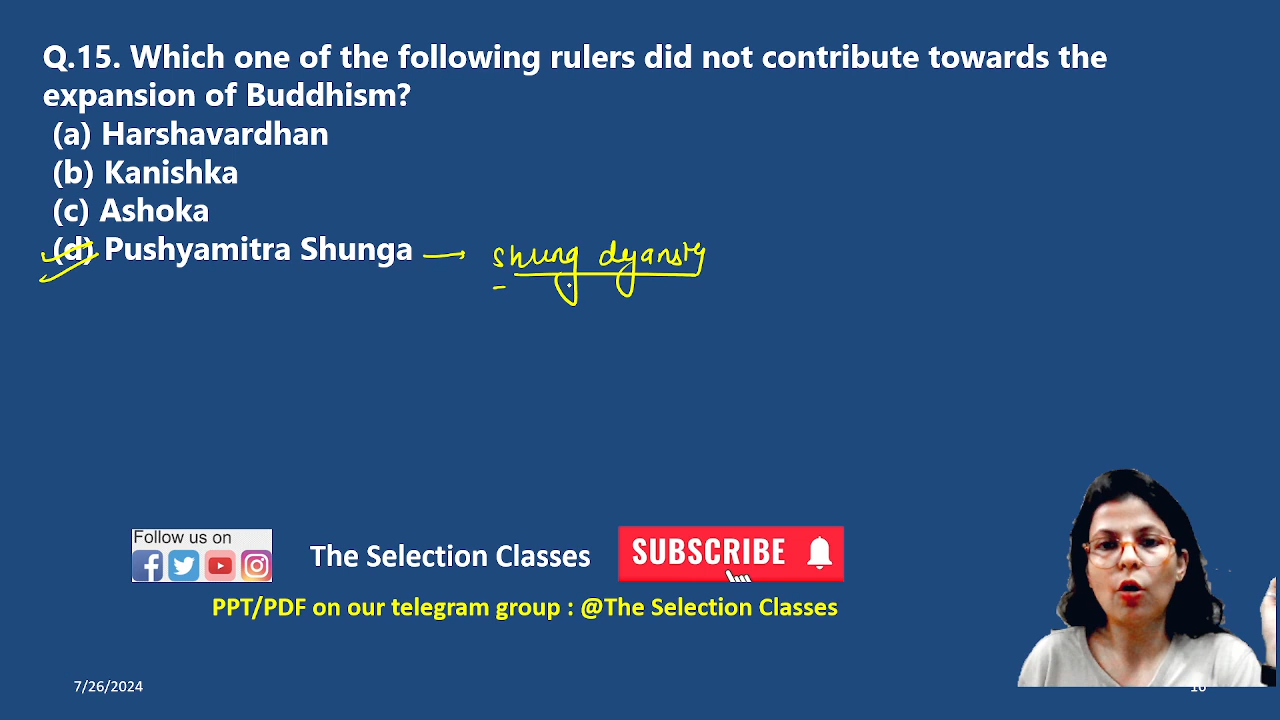 Q.15. Which one of the following rulers did not contribute towards the
expansion of Buddhism?
(a) Harshavardhan
(b) Kanishka
(c) Ashoka
(d) Pushyamitra Shunga → shung dyansty
Follow us on
The Selection Classes
SUBSCRIBE
PPT/PDF on our telegram group : @The Selection Classes
7/26/2024
16